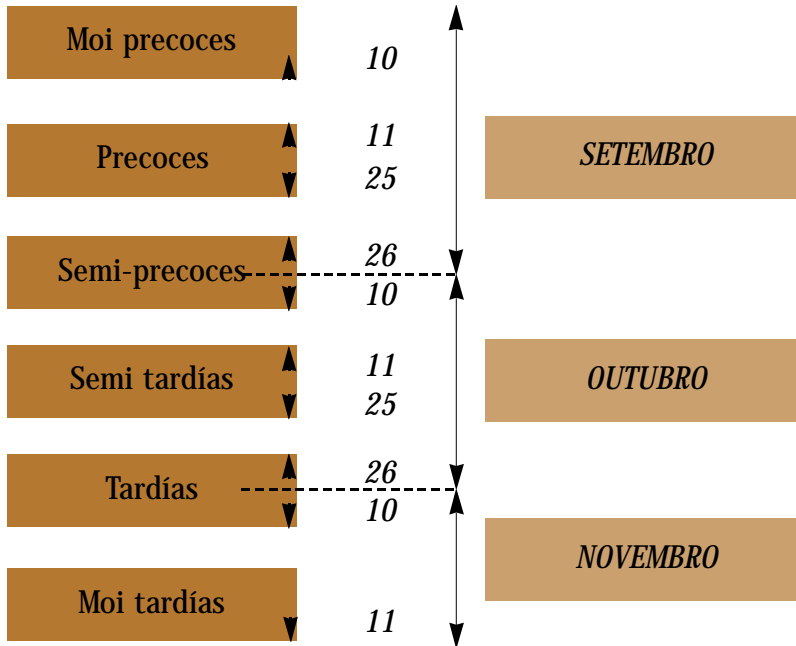 Moi precoces
10
Precoces
11
25
SETEMBRO
Semi-precoces
26
10
Semi tardías
11
25
OUTUBRO
Tardías
26
10
NOVEMBRO
Moi tardías
11